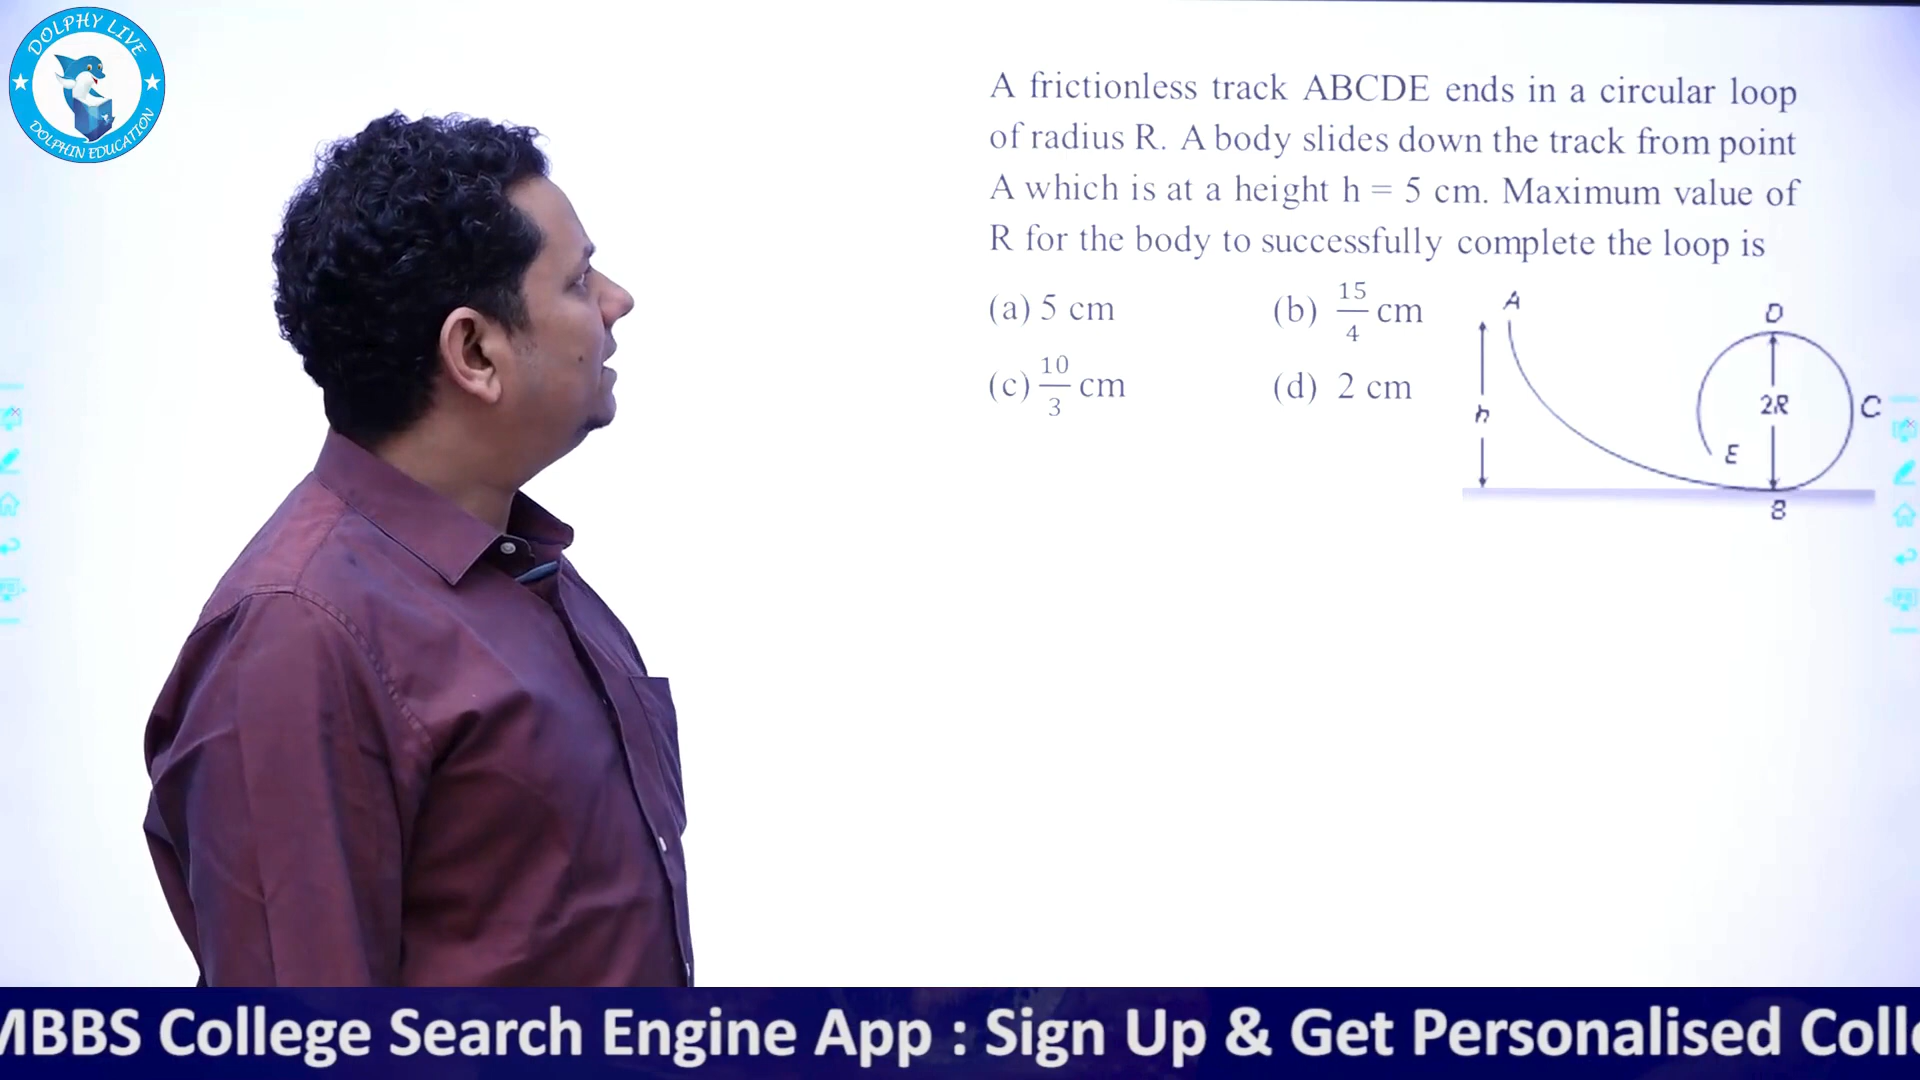 DOLPHY LIVE
DOLPHIN EDUCATION
A frictionless track ABCDE ends in a circular loop
of radius R. A body slides down the track from point
A which is at a height h = 5 cm. Maximum value of
R for the body to successfully complete the loop is
(a) 5 cm (b) 15/4 cm
(c) 10/3 cm (d) 2 cm
A
D
h
2R
C
E
B
MBBS College Search Engine App : Sign Up & Get Personalised Colle